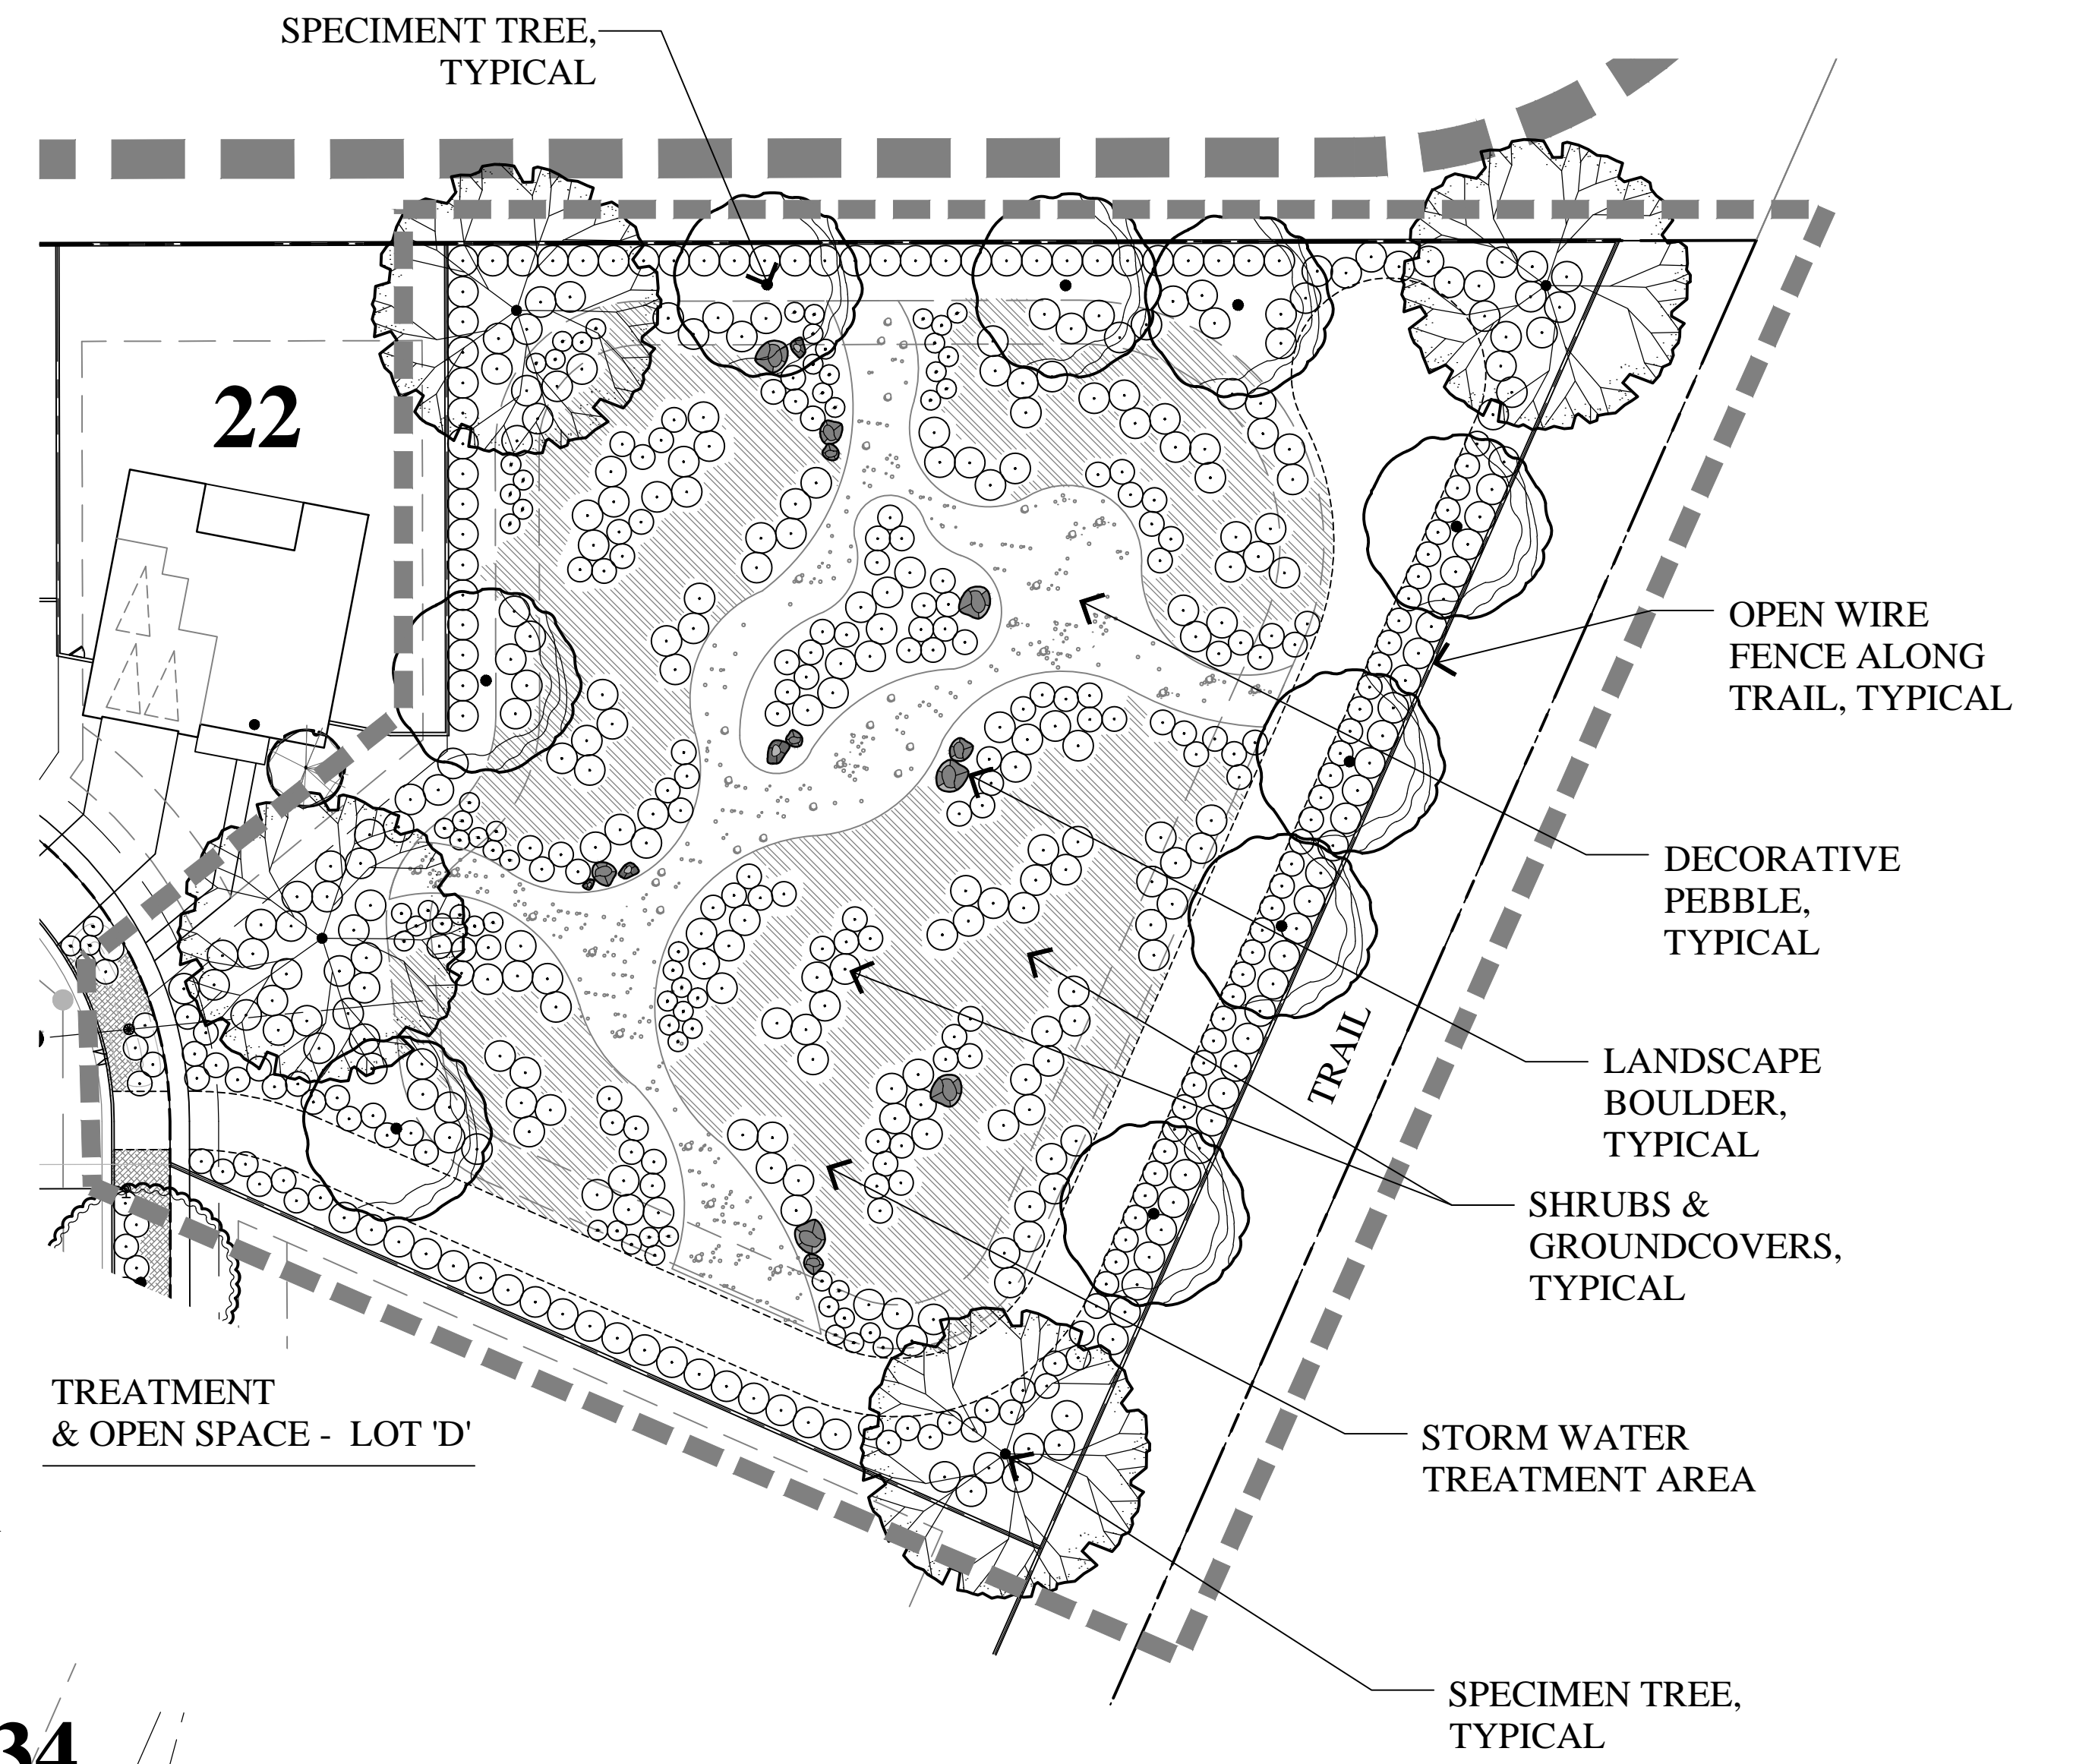 SPECIMENT TREE,
TYPICAL
22
OPEN WIRE
FENCE ALONG
TRAIL, TYPICAL
DECORATIVE
PEBBLE,
TYPICAL
TRAIL
LANDSCAPE
BOULDER,
TYPICAL
SHRUBS &
GROUNDCOVERS,
TYPICAL
TREATMENT
& OPEN SPACE - LOT 'D'
STORM WATER
TREATMENT AREA
SPECIMEN TREE,
TYPICAL
34